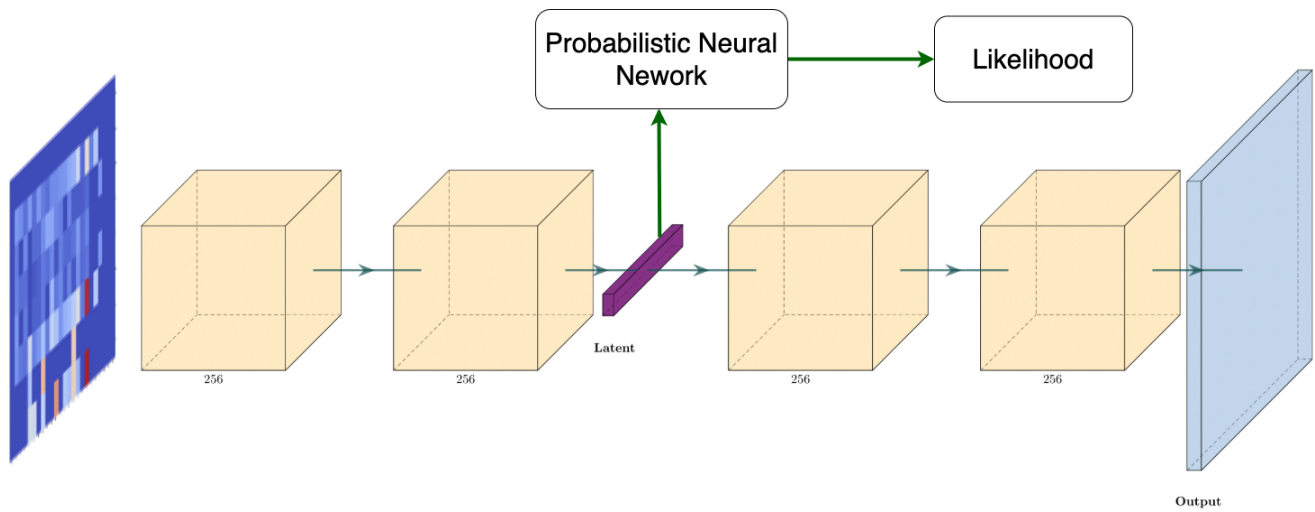 Probabilistic Neural
Nework
Likelihood
Latent
256
256
256
256
Output